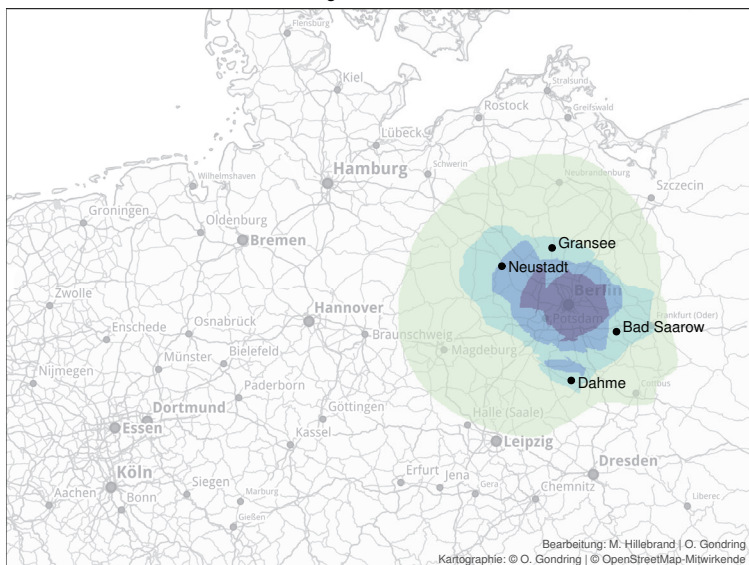 Flensburg
Kiel
Stralsund
Rostock
Greifswald
Lübeck
Hamburg
Schwerin
Wilhelmshaven
Neubrandenburg
Szczecin
Groningen
Oldenburg
Bremen
Gransee
Neustadt
Zwolle
Berlin
Hannover
Potsdam
Frankfurt (Oder)
Enschede
Osnabrück
Braunschweig
Bad Saarow
Magdeburg
Münster
Bielefeld
Nijmegen
Paderborn
Dahme
Cottbus
Dortmund
Göttingen
Halle (Saale)
Essen
Kassel
Leipzig
Dresden
Köln
Erfurt
Jena
Siegen
Marburg
Gera
Chemnitz
Aachen
Bonn
Liberec
Gießen
Bearbeitung: M. Hillebrand | O. Gondring
Kartographie: © O. Gondring | © OpenStreetMap-Mitwirkende